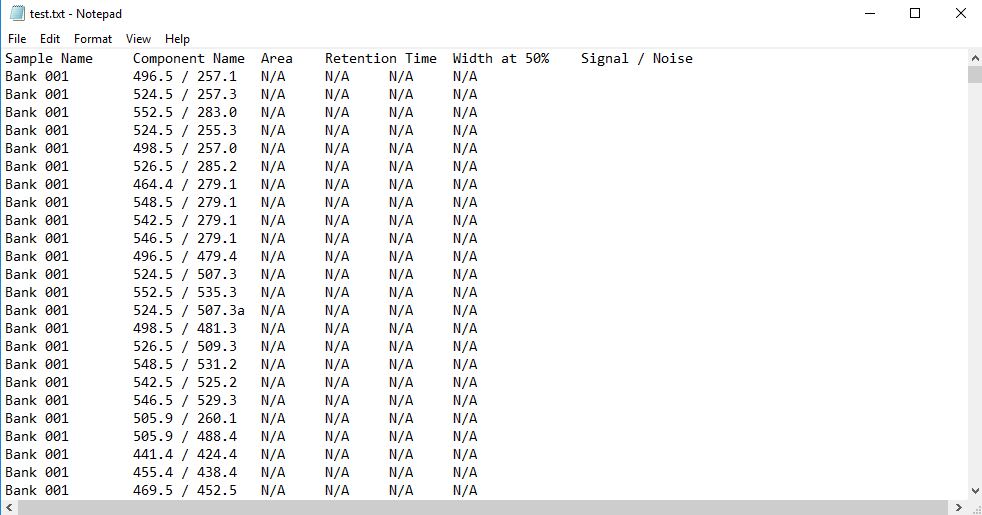 test.txt - Notepad
File Edit Format View Help
Sample Name Component Name Area Retention Time Width at 50% Signal / Noise
Bank 001 496.5 / 257.1 N/A N/A N/A N/A
Bank 001 524.5 / 257.3 N/A N/A N/A N/A
Bank 001 552.5 / 283.0 N/A N/A N/A N/A
Bank 001 524.5 / 255.3 N/A N/A N/A N/A
Bank 001 498.5 / 257.0 N/A N/A N/A N/A
Bank 001 526.5 / 285.2 N/A N/A N/A N/A
Bank 001 464.4 / 279.1 N/A N/A N/A N/A
Bank 001 548.5 / 279.1 N/A N/A N/A N/A
Bank 001 542.5 / 279.1 N/A N/A N/A N/A
Bank 001 546.5 / 279.1 N/A N/A N/A N/A
Bank 001 496.5 / 479.4 N/A N/A N/A N/A
Bank 001 524.5 / 507.3 N/A N/A N/A N/A
Bank 001 552.5 / 535.3 N/A N/A N/A N/A
Bank 001 524.5 / 507.3a N/A N/A N/A N/A
Bank 001 498.5 / 481.3 N/A N/A N/A N/A
Bank 001 526.5 / 509.3 N/A N/A N/A N/A
Bank 001 548.5 / 531.2 N/A N/A N/A N/A
Bank 001 542.5 / 525.2 N/A N/A N/A N/A
Bank 001 546.5 / 529.3 N/A N/A N/A N/A
Bank 001 505.9 / 260.1 N/A N/A N/A N/A
Bank 001 505.9 / 488.4 N/A N/A N/A N/A
Bank 001 441.4 / 424.4 N/A N/A N/A N/A
Bank 001 455.4 / 438.4 N/A N/A N/A N/A
Bank 001 469.5 / 452.5 N/A N/A N/A N/A